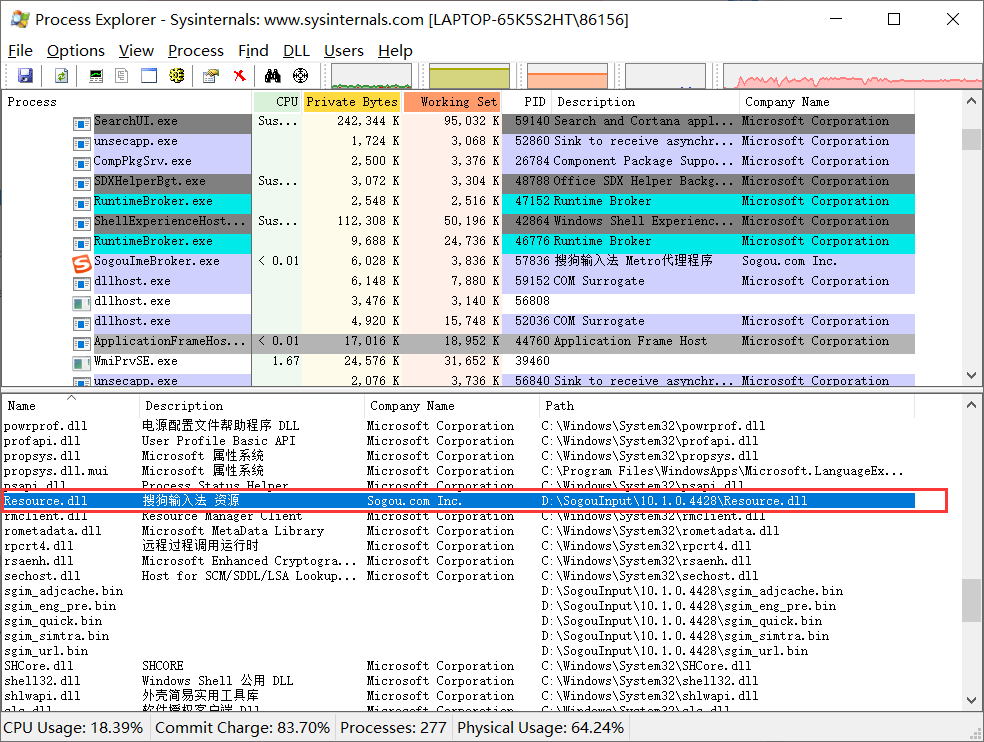 Process Explorer - Sysinternals: www.sysinternals.com [LAPTOP-65K5S2HT\86156]
File Options View Process Find DLL Users Help
Process CPU Private Bytes Working Set PID Description Company Name
SearchUI.exe Sus... 242,344 K 95,032 K 59140 Search and Cortana appl... Microsoft Corporation
unsecapp.exe 1,724 K 3,068 K 52860 Sink to receive asynchr... Microsoft Corporation
CompPkgSrv.exe 2,500 K 3,376 K 26784 Component Package Suppo... Microsoft Corporation
SDXHelperBgt.exe Sus... 3,072 K 3,304 K 48788 Office SDX Helper Backg... Microsoft Corporation
RuntimeBroker.exe 2,548 K 2,516 K 47152 Runtime Broker Microsoft Corporation
ShellExperienceHost... Sus... 112,308 K 50,196 K 42864 Windows Shell Experienc... Microsoft Corporation
RuntimeBroker.exe 9,688 K 24,736 K 46776 Runtime Broker Microsoft Corporation
SogouImeBroker.exe < 0.01 6,028 K 3,836 K 57836 搜狗输入法 Metro代理程序 Sogou.com Inc.
dllhost.exe 6,148 K 7,880 K 59152 COM Surrogate Microsoft Corporation
dllhost.exe 3,476 K 3,140 K 56808
dllhost.exe 4,920 K 15,748 K 52036 COM Surrogate Microsoft Corporation
ApplicationFrameHos... < 0.01 17,016 K 18,952 K 44760 Application Frame Host Microsoft Corporation
WmiPrvSE.exe 1.67 24,576 K 31,652 K 39460
unsecapp.exe 2,076 K 3,736 K 56840 Sink to receive asynchr... Microsoft Corporation
Name Description Company Name Path
powrprof.dll 电源配置文件帮助程序 DLL Microsoft Corporation C:\Windows\System32\powrprof.dll
profapi.dll User Profile Basic API Microsoft Corporation C:\Windows\System32\profapi.dll
propsys.dll Microsoft 属性系统 Microsoft Corporation C:\Windows\System32\propsys.dll
propsys.dll.mui Microsoft 属性系统 Microsoft Corporation C:\Program Files\WindowsApps\Microsoft.LanguageEx...
psapi.dll Process Status Helper Microsoft Corporation C:\Windows\System32\psapi.dll
Resource.dll 搜狗输入法 资源 Sogou.com Inc. D:\SogouInput\10.1.0.4428\Resource.dll
rmclient.dll Resource Manager Client Microsoft Corporation C:\Windows\System32\rmclient.dll
rometadata.dll Microsoft MetaData Library Microsoft Corporation C:\Windows\System32\rometadata.dll
rpcrt4.dll 远程过程调用运行时 Microsoft Corporation C:\Windows\System32\rpcrt4.dll
rsaenh.dll Microsoft Enhanced Cryptogra... Microsoft Corporation C:\Windows\System32\rsaenh.dll
sechost.dll Host for SCM/SDDL/LSA Lookup... Microsoft Corporation C:\Windows\System32\sechost.dll
sgim_adjcache.bin D:\SogouInput\10.1.0.4428\sgim_adjcache.bin
sgim_eng_pre.bin D:\SogouInput\10.1.0.4428\sgim_eng_pre.bin
sgim_quick.bin D:\SogouInput\10.1.0.4428\sgim_quick.bin
sgim_simtra.bin D:\SogouInput\10.1.0.4428\sgim_simtra.bin
sgim_url.bin D:\SogouInput\10.1.0.4428\sgim_url.bin
SHCore.dll SHCORE Microsoft Corporation C:\Windows\System32\SHCore.dll
shell32.dll Windows Shell 公用 DLL Microsoft Corporation C:\Windows\System32\shell32.dll
shlwapi.dll 外壳简易实用工具库 Microsoft Corporation C:\Windows\System32\shlwapi.dll
slc.dll 软件授权客户端 Dll Microsoft Corporation C:\Windows\System32\slc.dll
CPU Usage: 18.39% Commit Charge: 83.70% Processes: 277 Physical Usage: 64.24%